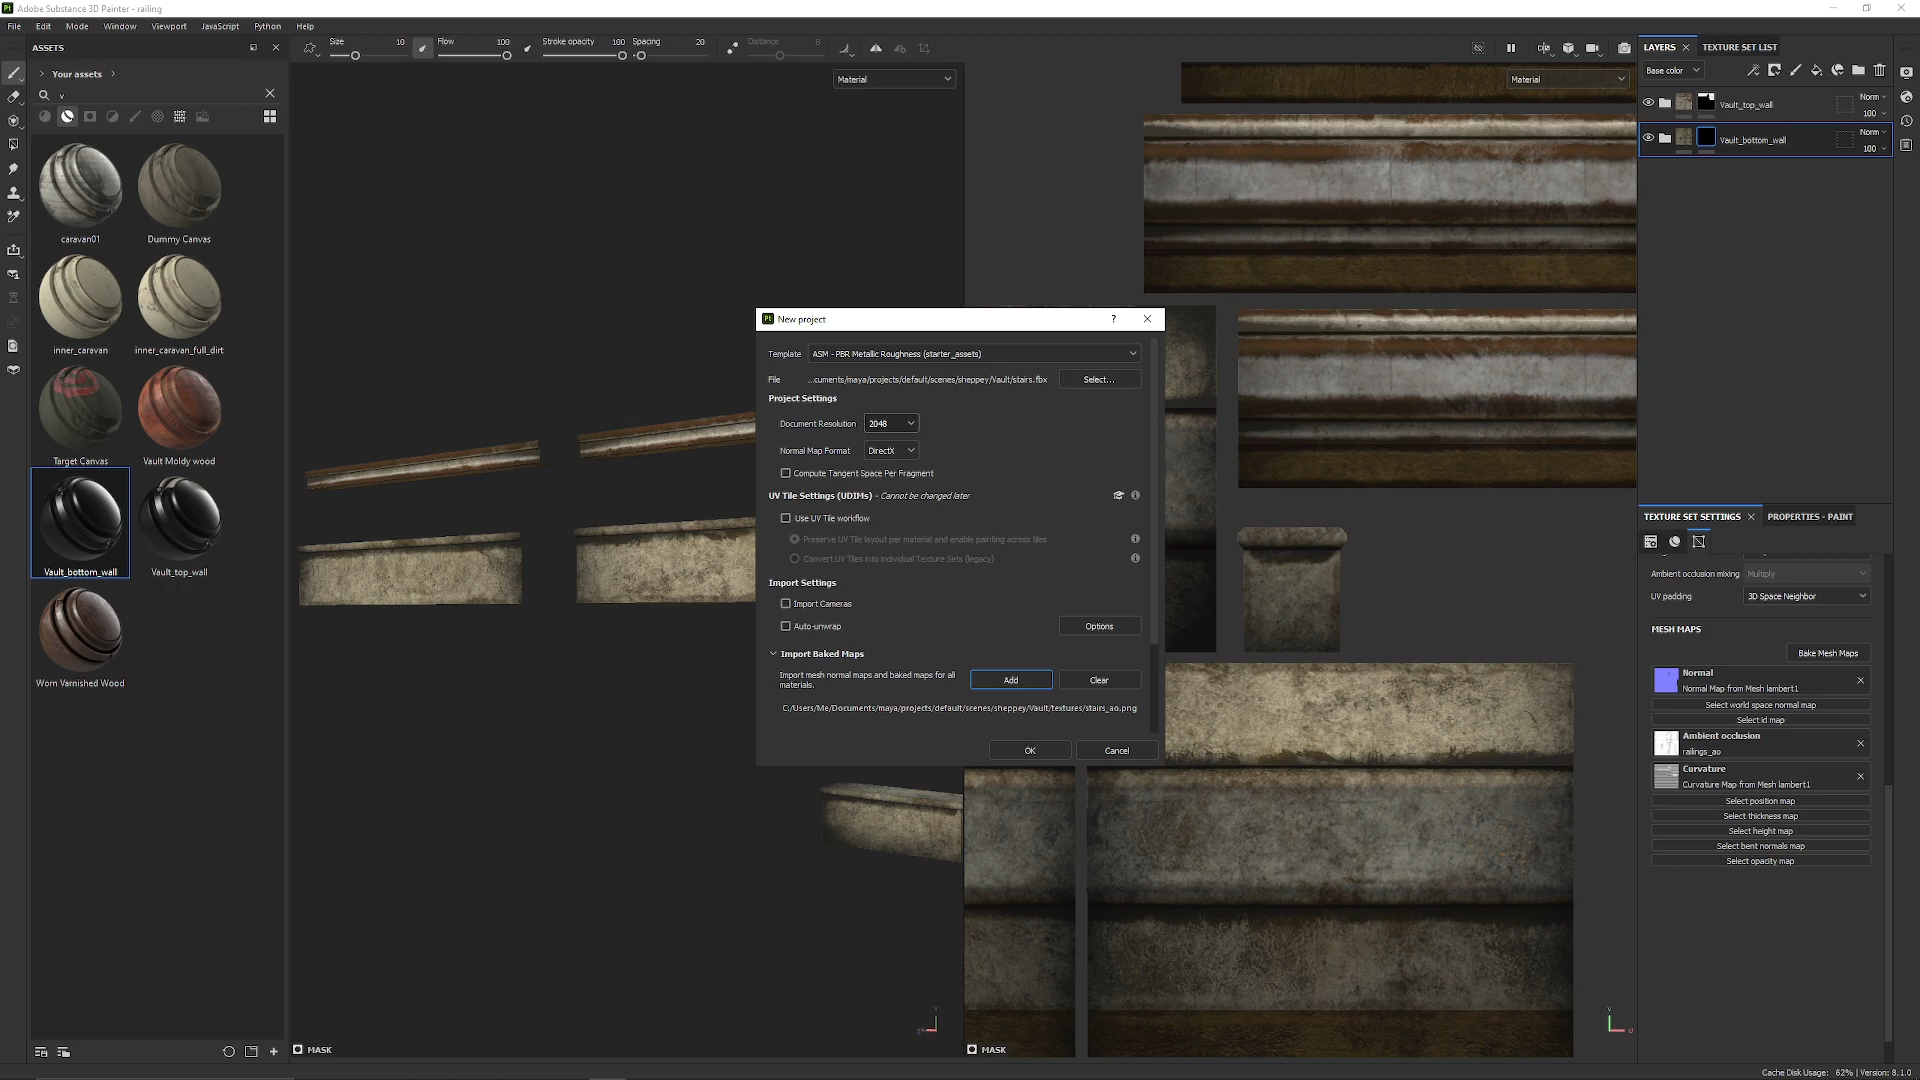 Adobe Substance 3D Painter - railing
File Edit Mode Window Viewport JavaScript Python Help
ASSETS
Your assets
v
caravan01
Dummy Canvas
inner_caravan
inner_caravan_full_dirt
Target Canvas
Vault Moldy wood
Vault_bottom_wall
Vault_top_wall
Worn Varnished Wood
Size 10
Flow 100
Stroke opacity 100
Spacing 20
Distance 8
Material
Material
MASK
MASK
New project
?
Template ASM - PBR Metallic Roughness (starter_assets)
File ...cuments/maya/projects/default/scenes/sheppey/Vault/stairs.fbx Select...
Project Settings
Document Resolution 2048
Normal Map Format DirectX
Compute Tangent Space Per Fragment
UV Tile Settings (UDIMs) - Cannot be changed later
Use UV Tile workflow
Preserve UV Tile layout per material and enable painting across tiles
Convert UV Tiles into individual Texture Sets (legacy)
Import Settings
Import Cameras
Auto-unwrap Options
Import Baked Maps
Import mesh normal maps and baked maps for all
materials.
Add Clear
C:/Users/Me/Documents/maya/projects/default/scenes/sheppey/Vault/textures/stairs_ao.png
OK Cancel
LAYERS TEXTURE SET LIST
Base color
Vault_top_wall Norm 100
Vault_bottom_wall Norm 100
TEXTURE SET SETTINGS PROPERTIES - PAINT
Ambient occlusion mixing Multiply
UV padding 3D Space Neighbor
MESH MAPS
Bake Mesh Maps
Normal
Normal Map from Mesh lambert1
Select world space normal map
Select id map
Ambient occlusion
railings_ao
Curvature
Curvature Map from Mesh lambert1
Select position map
Select thickness map
Select height map
Select bent normals map
Select opacity map
Cache Disk Usage: 62% | Version: 8.1.0